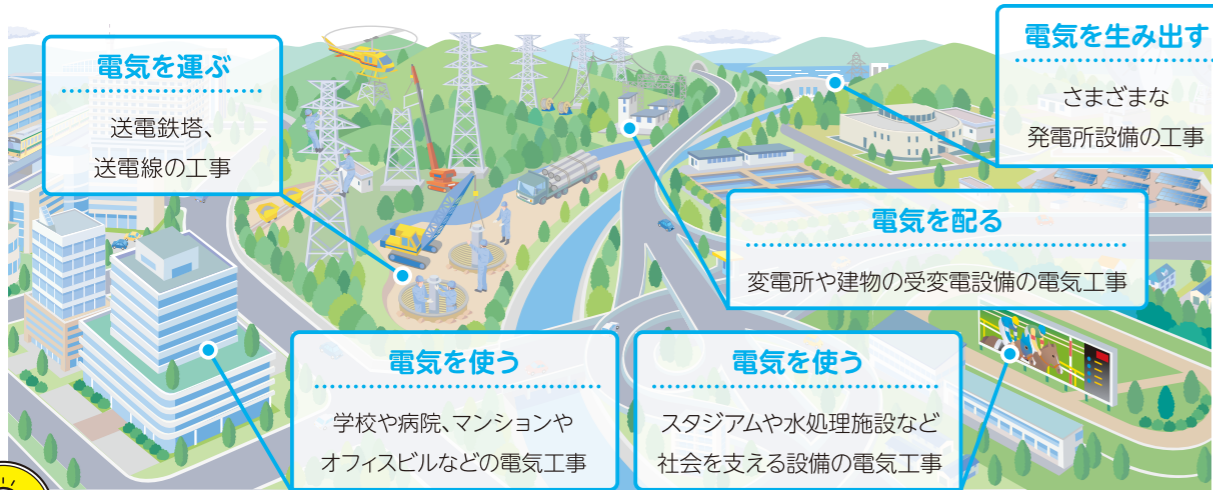 電気を運ぶ
送電鉄塔、
送電線の工事
電気を生み出す
さまざまな
発電所設備の工事
電気を配る
変電所や建物の受変電設備の電気工事
電気を使う
学校や病院、マンションや
オフィスビルなどの電気工事
電気を使う
スタジアムや水処理施設など
社会を支える設備の電気工事